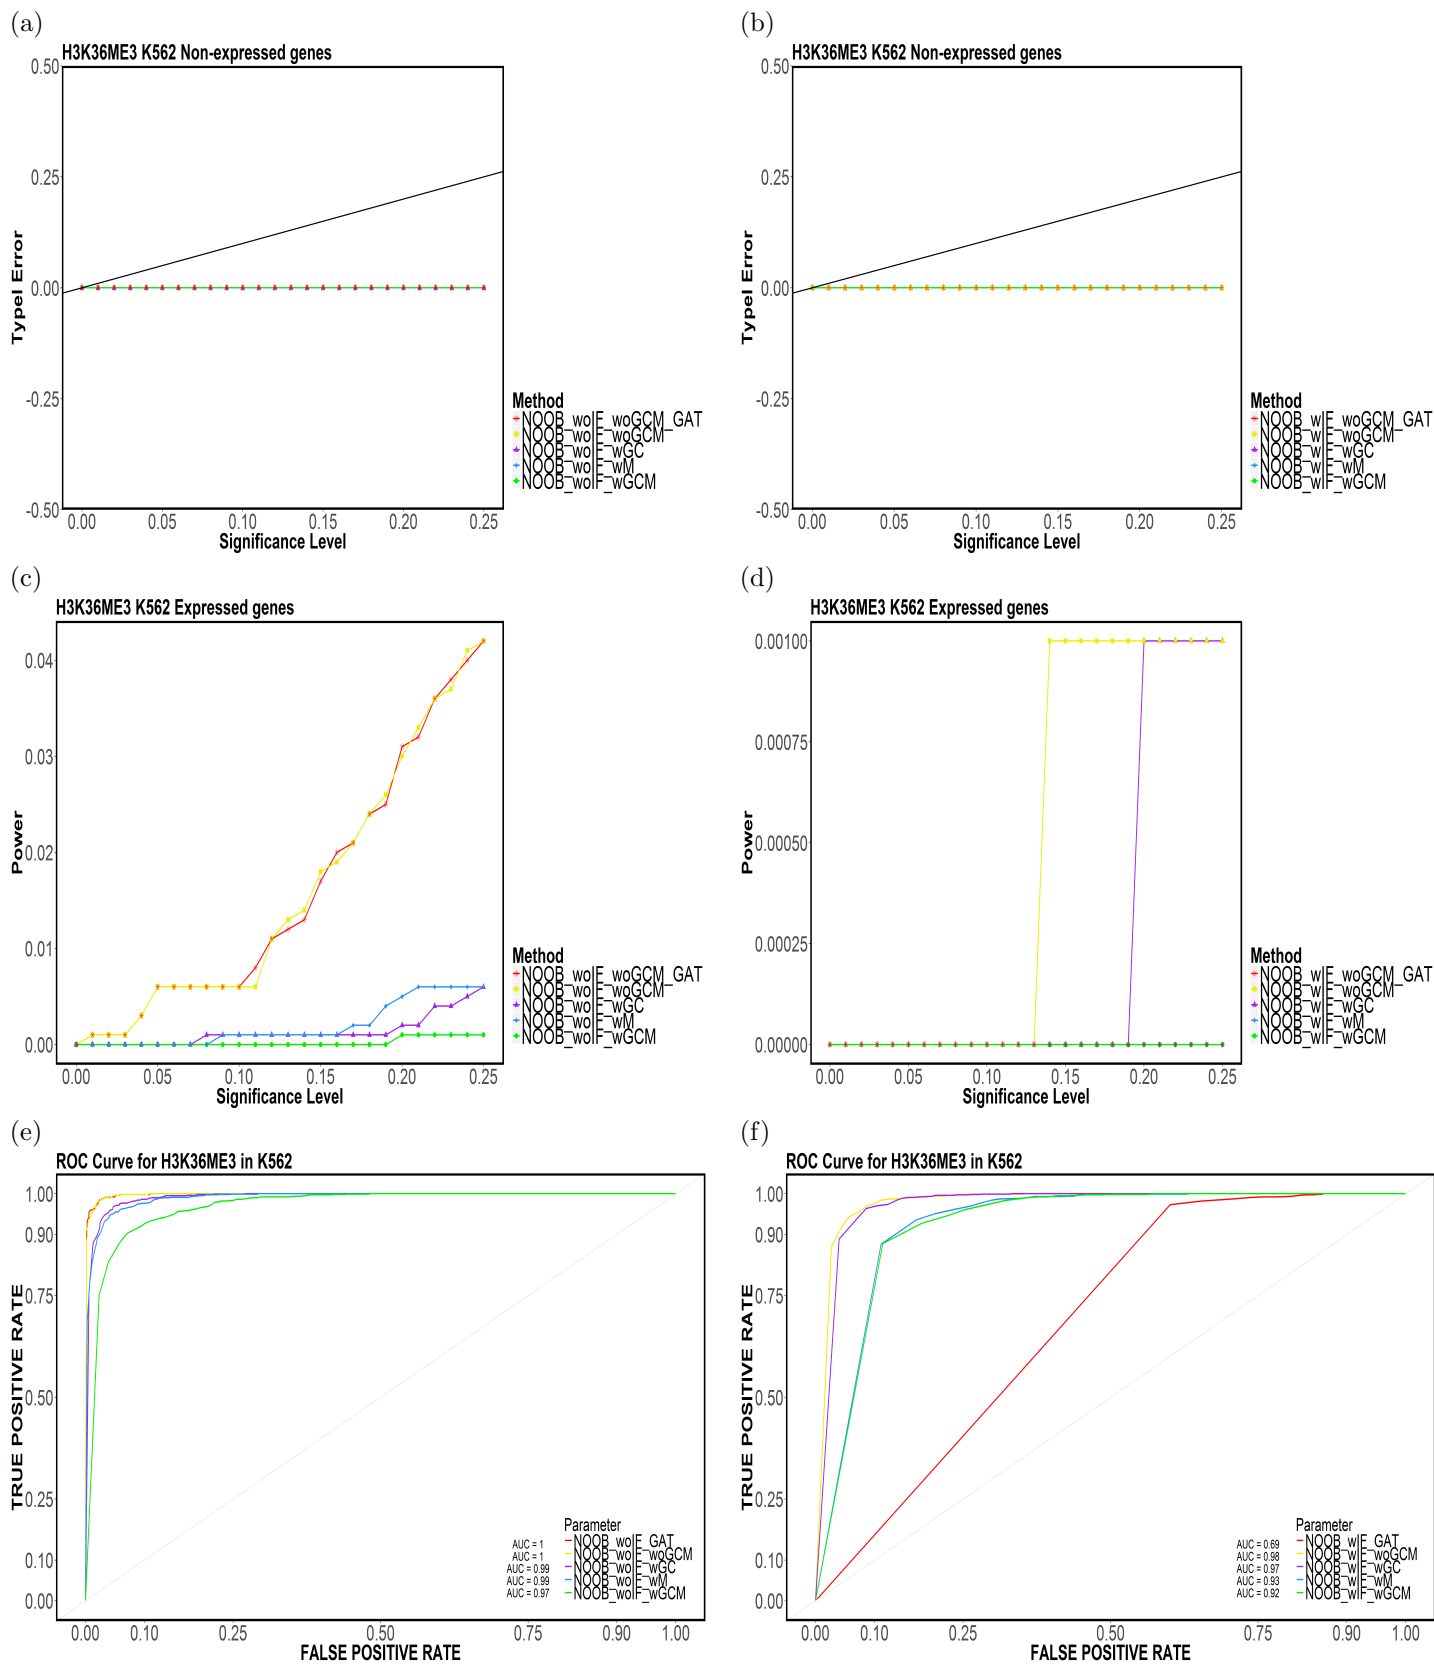 (a)
H3K36ME3 K562 Non-expressed genes
0.50
0.25
0.00
-0.25
-0.50
TypeI Error
0.00 0.05 0.10 0.15 0.20 0.25
Significance Level
Method
NOOB_woIF_woGCM_GAT
NOOB_woIF_woGCM
NOOB_woIF_wGC
NOOB_woIF_wM
NOOB_woIF_wGCM
(b)
H3K36ME3 K562 Non-expressed genes
0.50
0.25
0.00
-0.25
-0.50
TypeI Error
0.00 0.05 0.10 0.15 0.20 0.25
Significance Level
Method
NOOB_wIF_woGCM_GAT
NOOB_wIF_woGCM
NOOB_wIF_wGC
NOOB_wIF_wM
NOOB_wIF_wGCM
(c)
H3K36ME3 K562 Expressed genes
0.04
0.03
0.02
0.01
0.00
Power
0.00 0.05 0.10 0.15 0.20 0.25
Significance Level
Method
NOOB_woIF_woGCM_GAT
NOOB_woIF_woGCM
NOOB_woIF_wGC
NOOB_woIF_wM
NOOB_woIF_wGCM
(d)
H3K36ME3 K562 Expressed genes
0.00100
0.00075
0.00050
0.00025
0.00000
Power
0.00 0.05 0.10 0.15 0.20 0.25
Significance Level
Method
NOOB_wIF_woGCM_GAT
NOOB_wIF_woGCM
NOOB_wIF_wGC
NOOB_wIF_wM
NOOB_wIF_wGCM
(e)
ROC Curve for H3K36ME3 in K562
1.00
0.90
0.75
0.50
0.25
0.10
0.00
TRUE POSITIVE RATE
0.00 0.10 0.25 0.50 0.75 0.90 1.00
FALSE POSITIVE RATE
Parameter
AUC = 1 NOOB_woIF_GAT
AUC = 1 NOOB_woIF_woGCM
AUC = 0.99 NOOB_woIF_wGC
AUC = 0.99 NOOB_woIF_wM
AUC = 0.97 NOOB_woIF_wGCM
(f)
ROC Curve for H3K36ME3 in K562
1.00
0.90
0.75
0.50
0.25
0.10
0.00
TRUE POSITIVE RATE
0.00 0.10 0.25 0.50 0.75 0.90 1.00
FALSE POSITIVE RATE
Parameter
AUC = 0.69 NOOB_wIF_GAT
AUC = 0.98 NOOB_wIF_woGCM
AUC = 0.97 NOOB_wIF_wGC
AUC = 0.93 NOOB_wIF_wM
AUC = 0.92 NOOB_wIF_wGCM